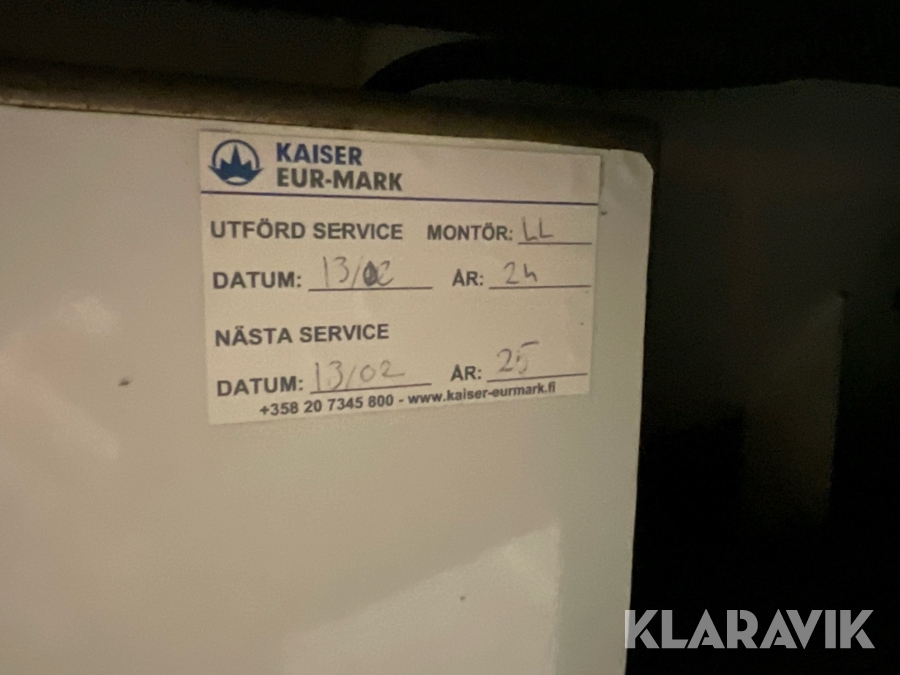 KAISER
EUR-MARK
UTFÖRD SERVICE MONTÖR: LL
DATUM: 13/02 ÅR: 24
NÄSTA SERVICE
DATUM: 13/02 ÅR: 25
+358 20 7345 800 - www.kaiser-eurmark.fi
KLARAVIK